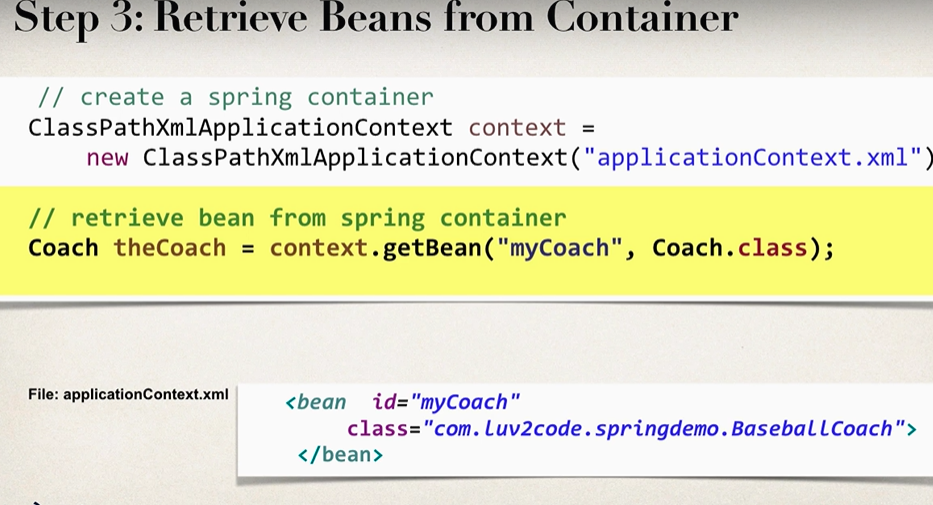 Step 3: Retrieve Beans from Container
// create a spring container
ClassPathXmlApplicationContext context =
new ClassPathXmlApplicationContext("applicationContext.xml")
// retrieve bean from spring container
Coach theCoach = context.getBean("myCoach", Coach.class);
File: applicationContext.xml
<bean id="myCoach"
class="com.luv2code.springdemo.BaseballCoach">
</bean>